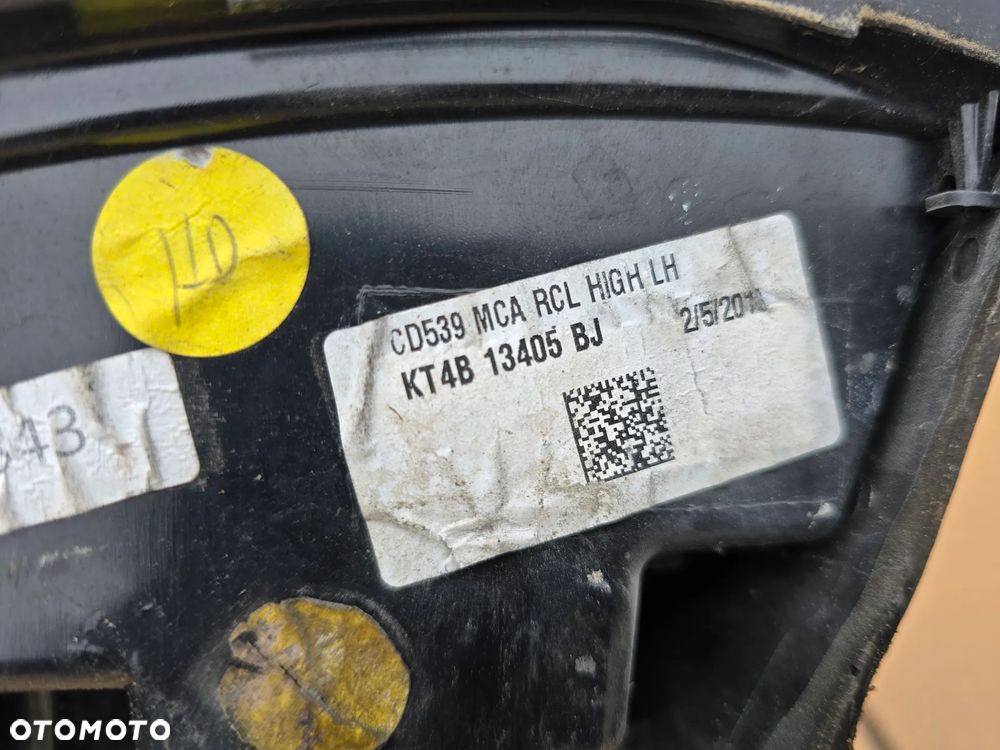 CD539 MCA RCL HIGH LH
KT4B 13405 BJ
OTOMOTO